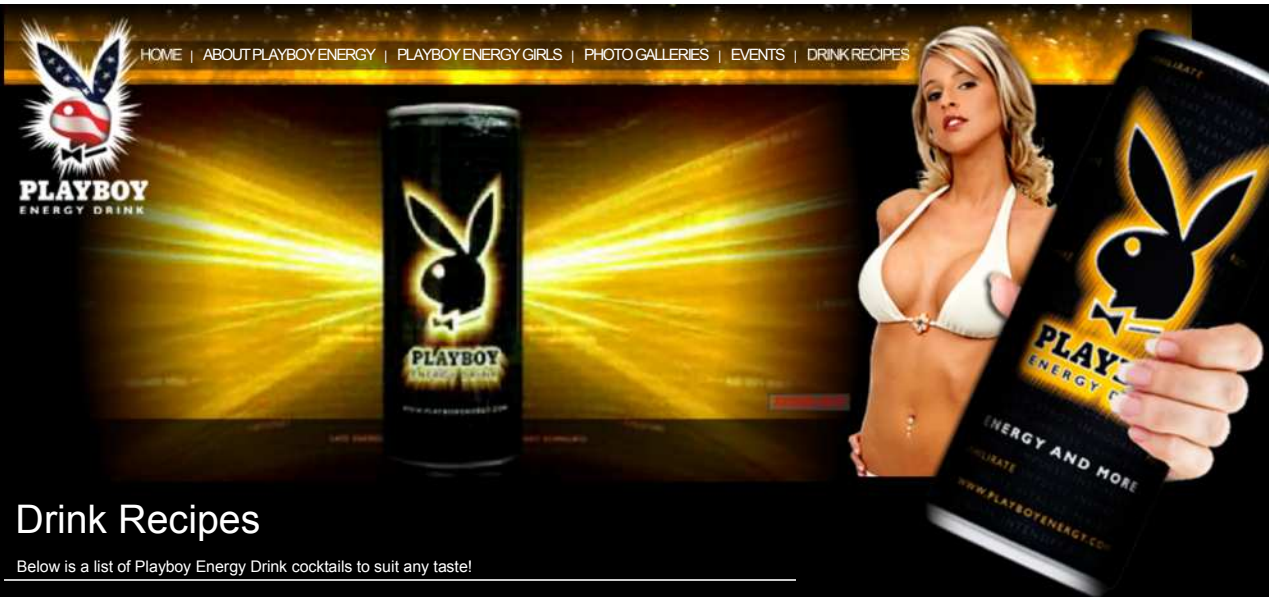 HOME | ABOUT PLAYBOY ENERGY | PLAYBOY ENERGY GIRLS | PHOTO GALLERIES | EVENTS | DRINK RECIPES
PLAYBOY
ENERGY DRINK
PLAYBOY
ENERGY DRINK
WWW.PLAYBOYENERGY.COM
PLAY
ENERGY
ENERGY AND MORE
WWW.PLAYBOYENERGY.COM
Drink Recipes
Below is a list of Playboy Energy Drink cocktails to suit any taste!